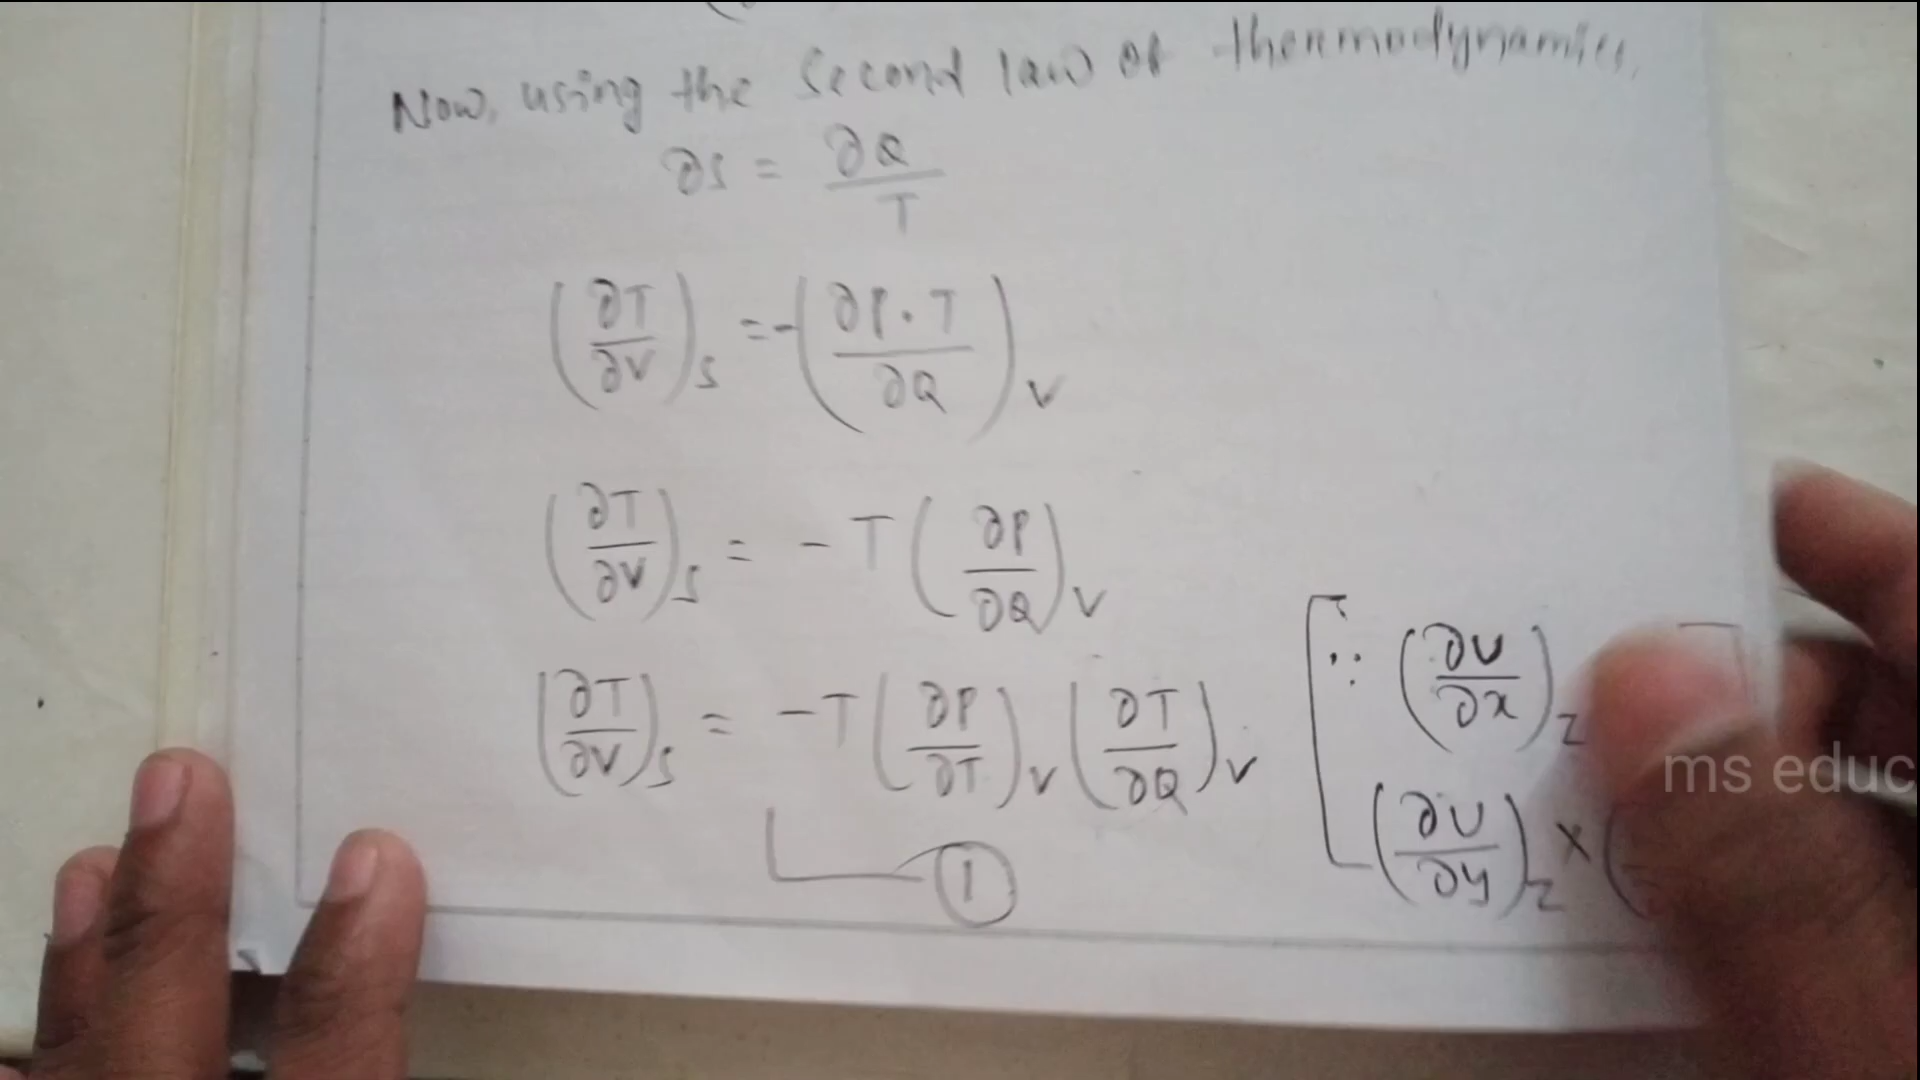 Now, using the second law of thermodynamics,
∂S = ∂Q / T
(∂T/∂V)_S = -(∂P·T/∂Q)_V
(∂T/∂V)_S = -T (∂P/∂Q)_V
(∂T/∂V)_S = -T (∂P/∂T)_V (∂T/∂Q)_V
①
[∵ (∂U/∂x)_z
(∂U/∂y)_z × (
ms educ